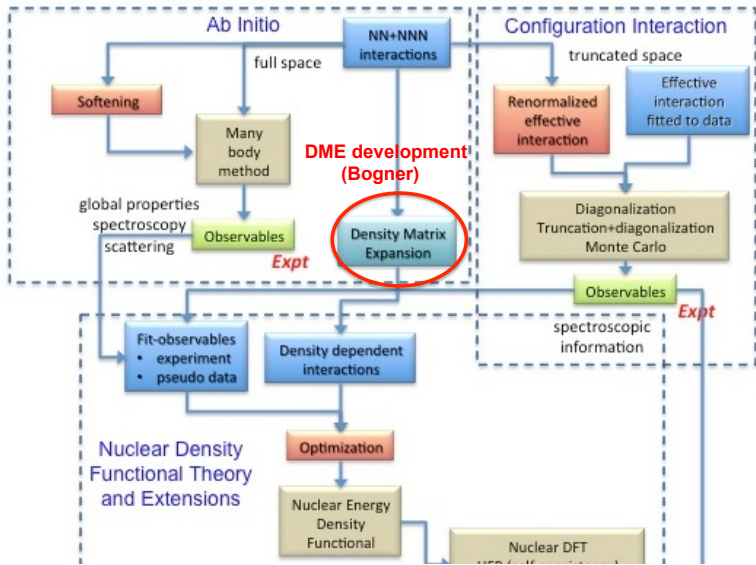 Ab Initio
NN+NNN
interactions
Configuration Interaction
full space
truncated space
Softening
Renormalized
effective
interaction
Effective
interaction
fitted to data
Many
body
method
DME development
(Bogner)
global properties
spectroscopy
scattering
Observables
Expt
Density Matrix
Expansion
Diagonalization
Truncation+diagonalization
Monte Carlo
Observables
Expt
spectroscopic
information
Fit-observables
• experiment
• pseudo data
Density dependent
interactions
Nuclear Density
Functional Theory
and Extensions
Optimization
Nuclear Energy
Density
Functional
Nuclear DFT